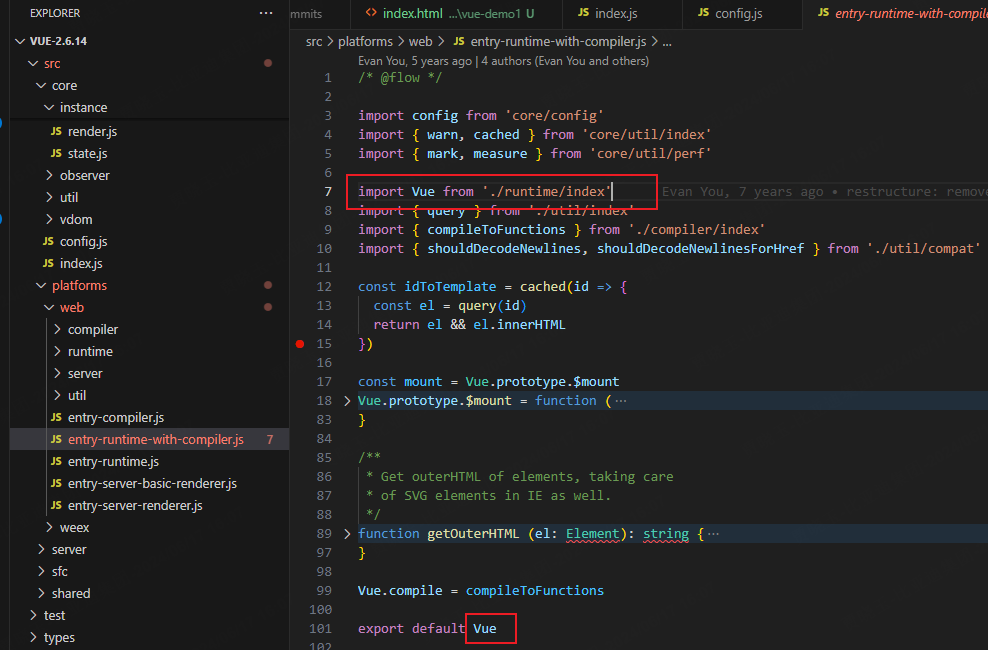 EXPLORER ···
VUE-2.6.14
src
core
instance
JS render.js
JS state.js
observer
util
vdom
JS config.js
JS index.js
platforms
web
compiler
runtime
server
util
JS entry-compiler.js
JS entry-runtime-with-compiler.js 7
JS entry-runtime.js
JS entry-server-basic-renderer.js
JS entry-server-renderer.js
weex
server
sfc
shared
test
types
mmits <> index.html ...\vue-demo1 U JS index.js JS config.js JS entry-runtime-with-compile
src > platforms > web > JS entry-runtime-with-compiler.js > ...
Evan You, 5 years ago | 4 authors (Evan You and others)
1 /* @flow */
2
3 import config from 'core/config'
4 import { warn, cached } from 'core/util/index'
5 import { mark, measure } from 'core/util/perf'
6
7 import Vue from './runtime/index' Evan You, 7 years ago • restructure: remove
8 import { query } from './util/index'
9 import { compileToFunctions } from './compiler/index'
10 import { shouldDecodeNewlines, shouldDecodeNewlinesForHref } from './util/compat'
11
12 const idToTemplate = cached(id => {
13 const el = query(id)
14 return el && el.innerHTML
15 })
16
17 const mount = Vue.prototype.$mount
18 Vue.prototype.$mount = function (···
83 }
84
85 /**
86 * Get outerHTML of elements, taking care
87 * of SVG elements in IE as well.
88 */
89 function getOuterHTML (el: Element): string {···
97 }
98
99 Vue.compile = compileToFunctions
100
101 export default Vue
102